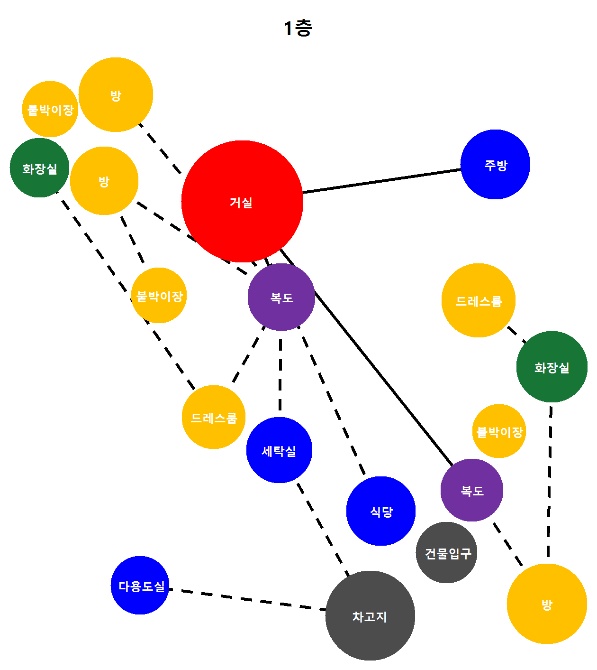 1층
방
붙박이장
화장실
방
거실
주방
붙박이장
복도
드레스룸
화장실
드레스룸
세탁실
붙박이장
복도
식당
건물입구
다용도실
차고지
방